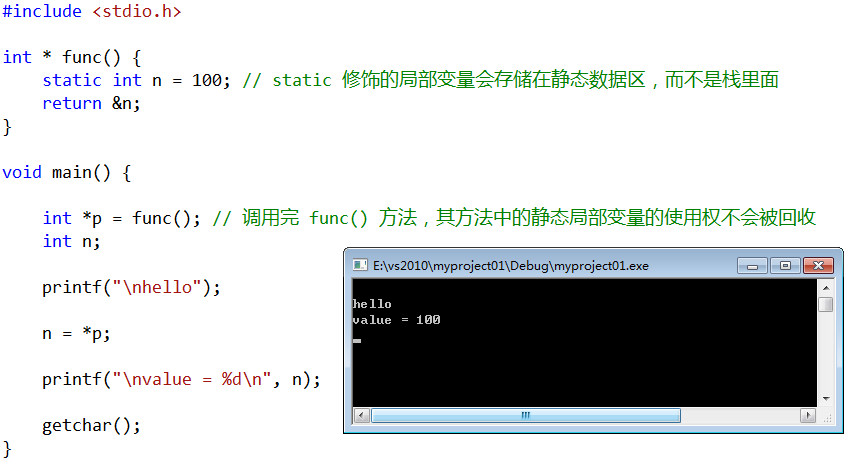 #include <stdio.h>
int * func() {
    static int n = 100; // static 修饰的局部变量会存储在静态数据区，而不是栈里面
    return &n;
}
void main() {
    int *p = func(); // 调用完 func() 方法，其方法中的静态局部变量的使用权不会被回收
    int n;
    printf("\nhello");
    n = *p;
    printf("\nvalue = %d\n", n);
    getchar();
}
E:\vs2010\myproject01\Debug\myproject01.exe
hello
value = 100